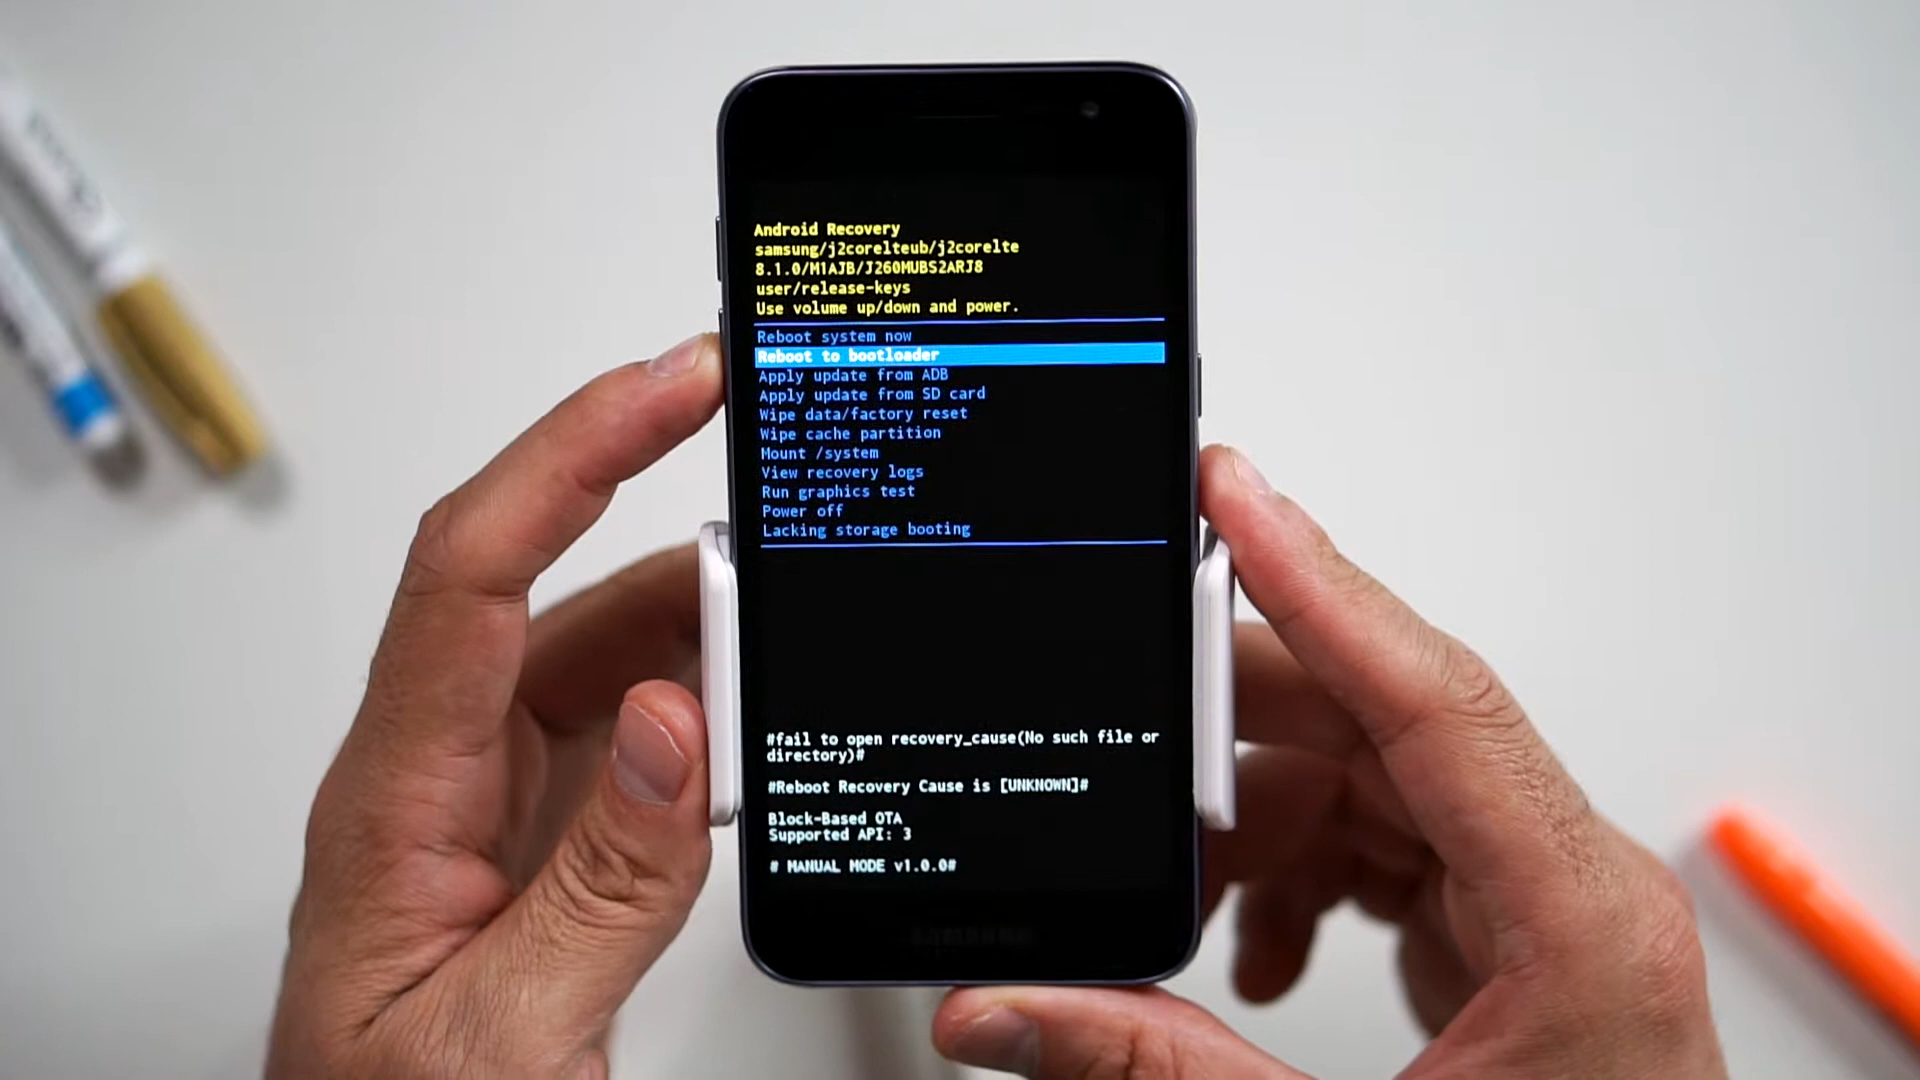 Android Recovery
samsung/j2corelteub/j2corelte
8.1.0/M1AJB/J260MUBS2ARJ8
user/release-keys
Use volume up/down and power.
Reboot system now
Reboot to bootloader
Apply update from ADB
Apply update from SD card
Wipe data/factory reset
Wipe cache partition
Mount /system
View recovery logs
Run graphics test
Power off
Lacking storage booting
#fail to open recovery_cause(No such file or
directory)#
#Reboot Recovery Cause is [UNKNOWN]#
Block-Based OTA
Supported API: 3
# MANUAL MODE v1.0.0#
SAMSUNG